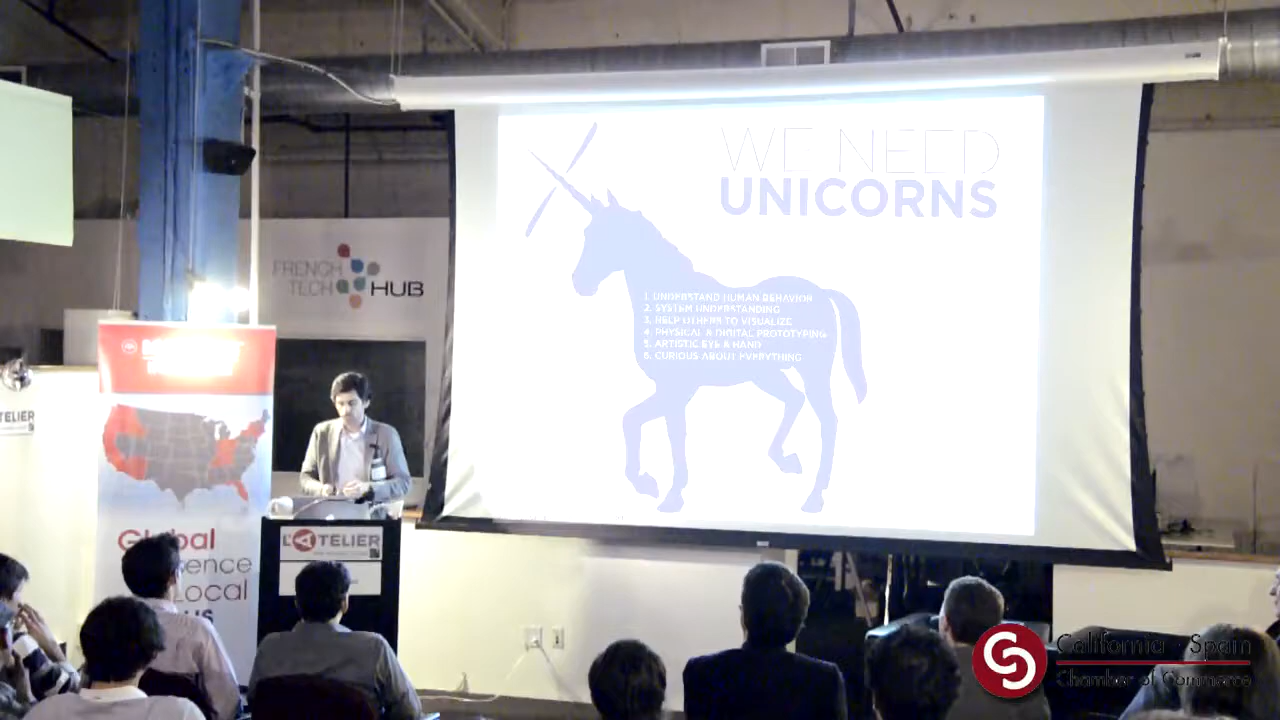 WE NEED
UNICORNS
1. UNDERSTAND HUMAN BEHAVIOR
2. SYSTEM UNDERSTANDING
3. HELP OTHERS TO VISUALIZE
4. PHYSICAL & DIGITAL PROTOTYPING
5. ARTISTIC EYE & HAND
6. CURIOUS ABOUT EVERYTHING
FRENCH
TECH HUB
TELIER
Global
Local
US
L'ATELIER
California Spain
Chamber of Commerce